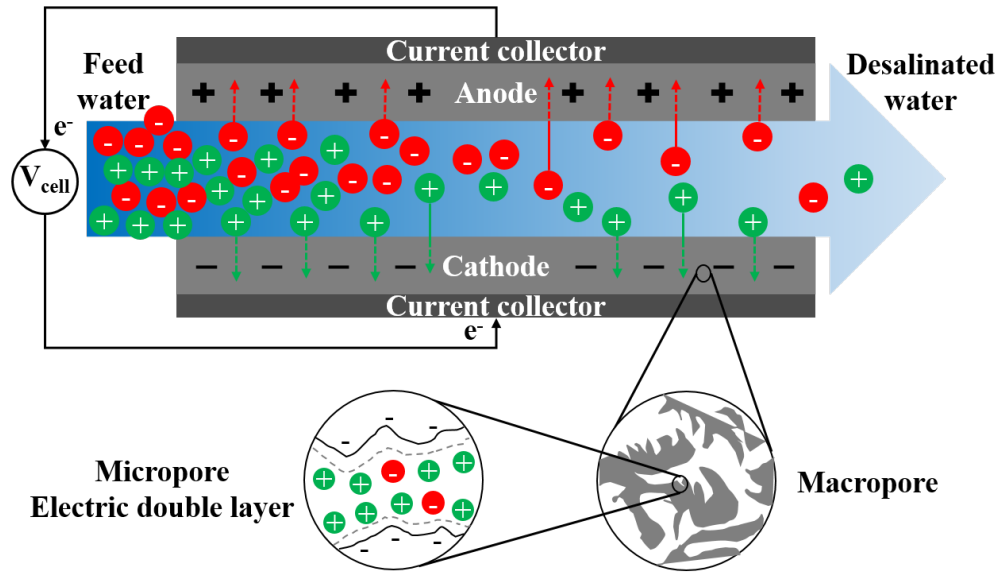 Current collector
Feed
water
Anode
Desalinated
water
e-
Vcell
Cathode
Current collector
e-
Micropore
Electric double layer
Macropore